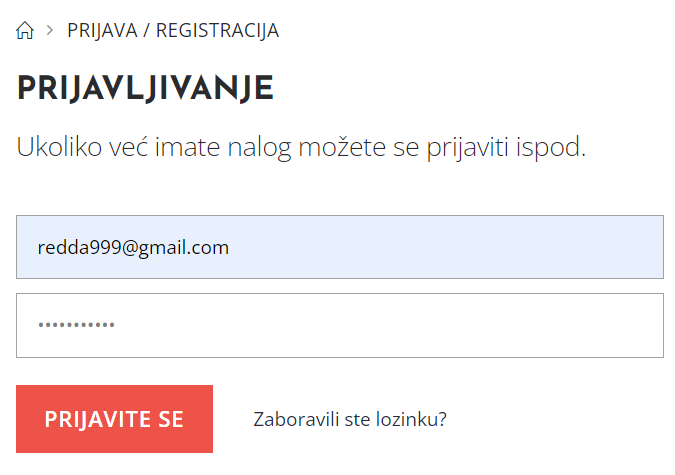 PRIJAVA / REGISTRACIJA
PRIJAVLJIVANJE
Ukoliko već imate nalog možete se prijaviti ispod.
redda999@gmail.com
•••••••••••
PRIJAVITE SE Zaboravili ste lozinku?